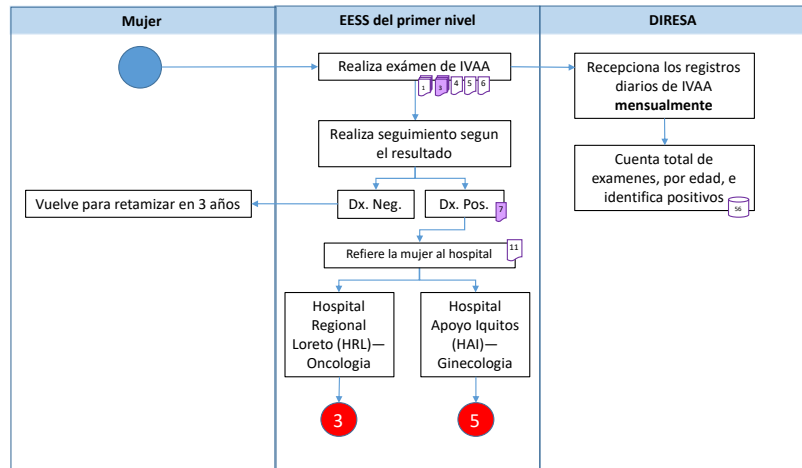 Mujer
EESS del primer nivel
DIRESA
Realiza exámen de IVAA
1
3
4
5
6
Recepciona los registros
diarios de IVAA
mensualmente
Realiza seguimiento segun
el resultado
Cuenta total de
examenes, por edad, e
identifica positivos
56
Vuelve para retamizar en 3 años
Dx. Neg.
Dx. Pos.
7
Refiere la mujer al hospital
11
Hospital
Regional
Loreto (HRL)—
Oncologia
Hospital
Apoyo Iquitos
(HAI)—
Ginecologia
3
5